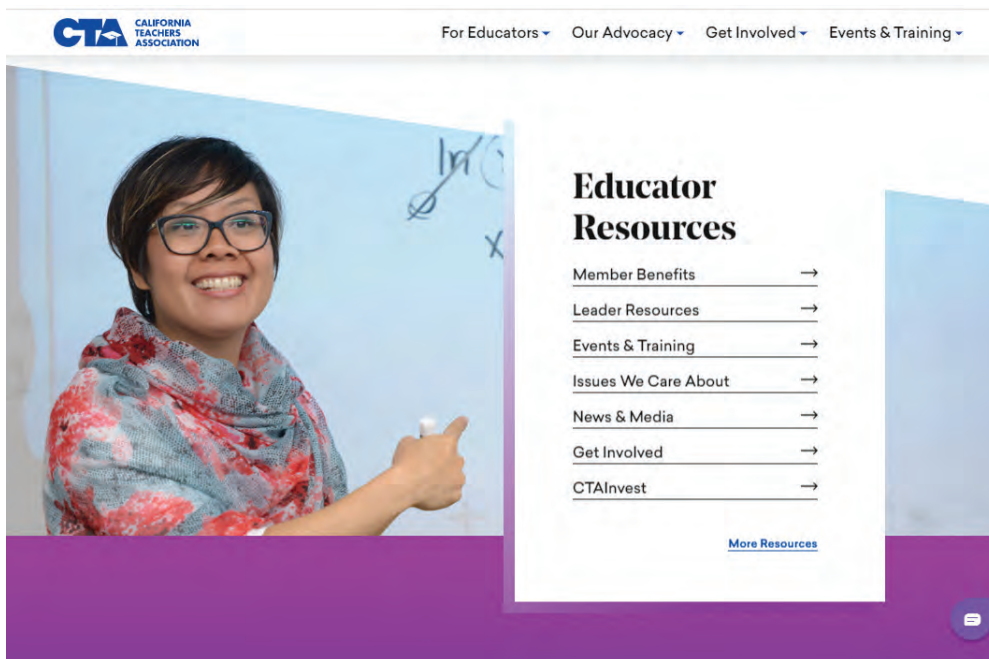 CTA
CALIFORNIA
TEACHERS
ASSOCIATION
For Educators
Our Advocacy
Get Involved
Events & Training
In
x
Educator
Resources
Member Benefits
Leader Resources
Events & Training
Issues We Care About
News & Media
Get Involved
CTAInvest
More Resources